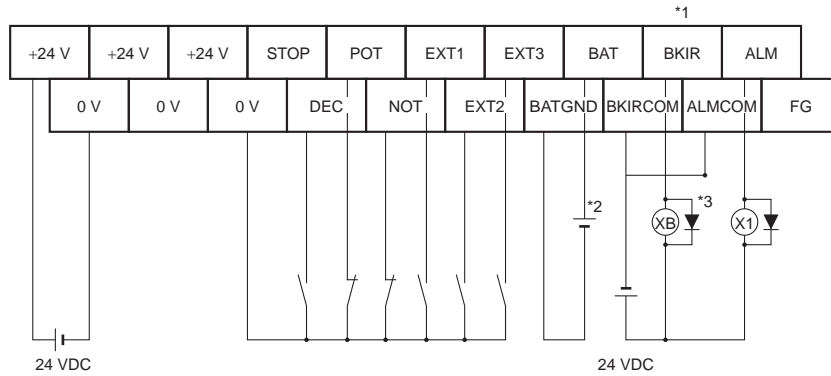 *1
+24 V +24 V +24 V STOP POT EXT1 EXT3 BAT BKIR ALM
0 V 0 V 0 V DEC NOT EXT2 BATGND BKIRCOM ALMCOM FG
*2 *3
XB X1
24 VDC 24 VDC